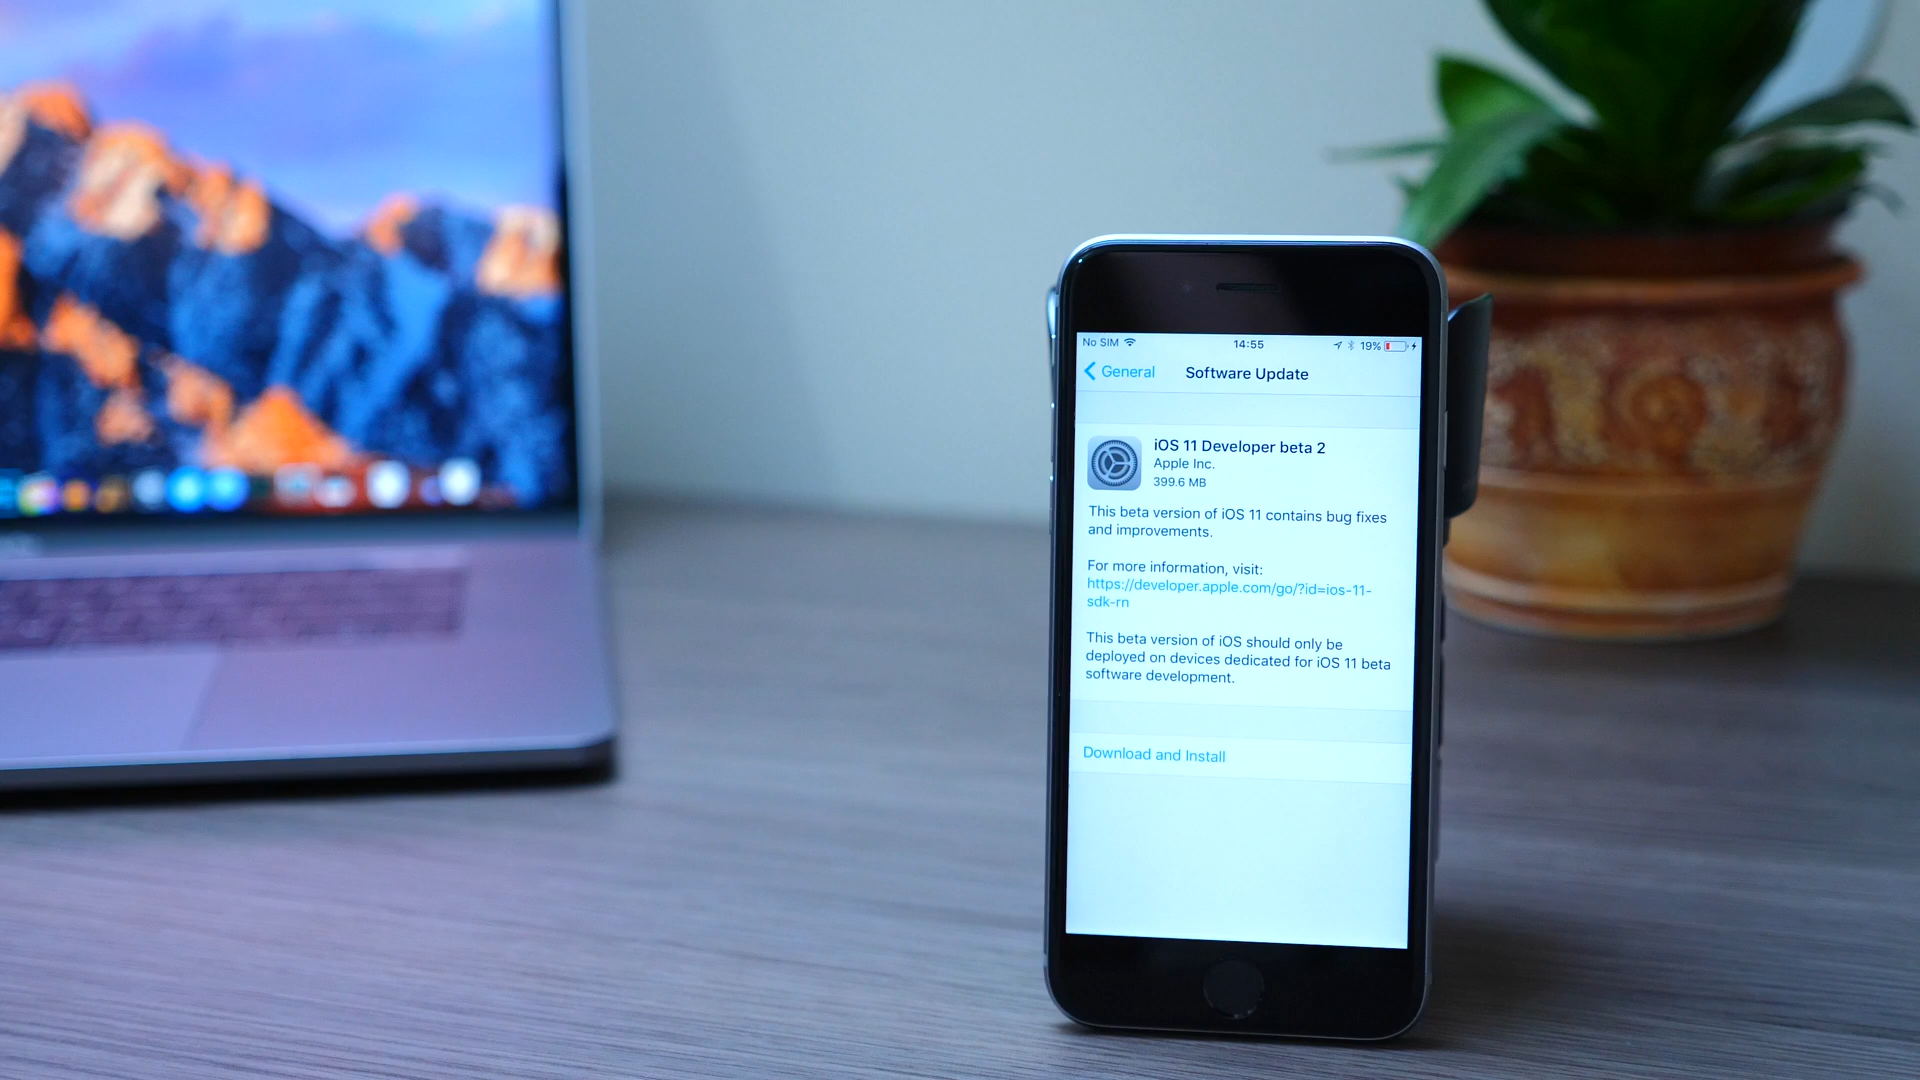 No SIM 14:55 19%
General Software Update
iOS 11 Developer beta 2
Apple Inc.
399.6 MB
This beta version of iOS 11 contains bug fixes
and improvements.
For more information, visit:
https://developer.apple.com/go/?id=ios-11-
sdk-rn
This beta version of iOS should only be
deployed on devices dedicated for iOS 11 beta
software development.
Download and Install